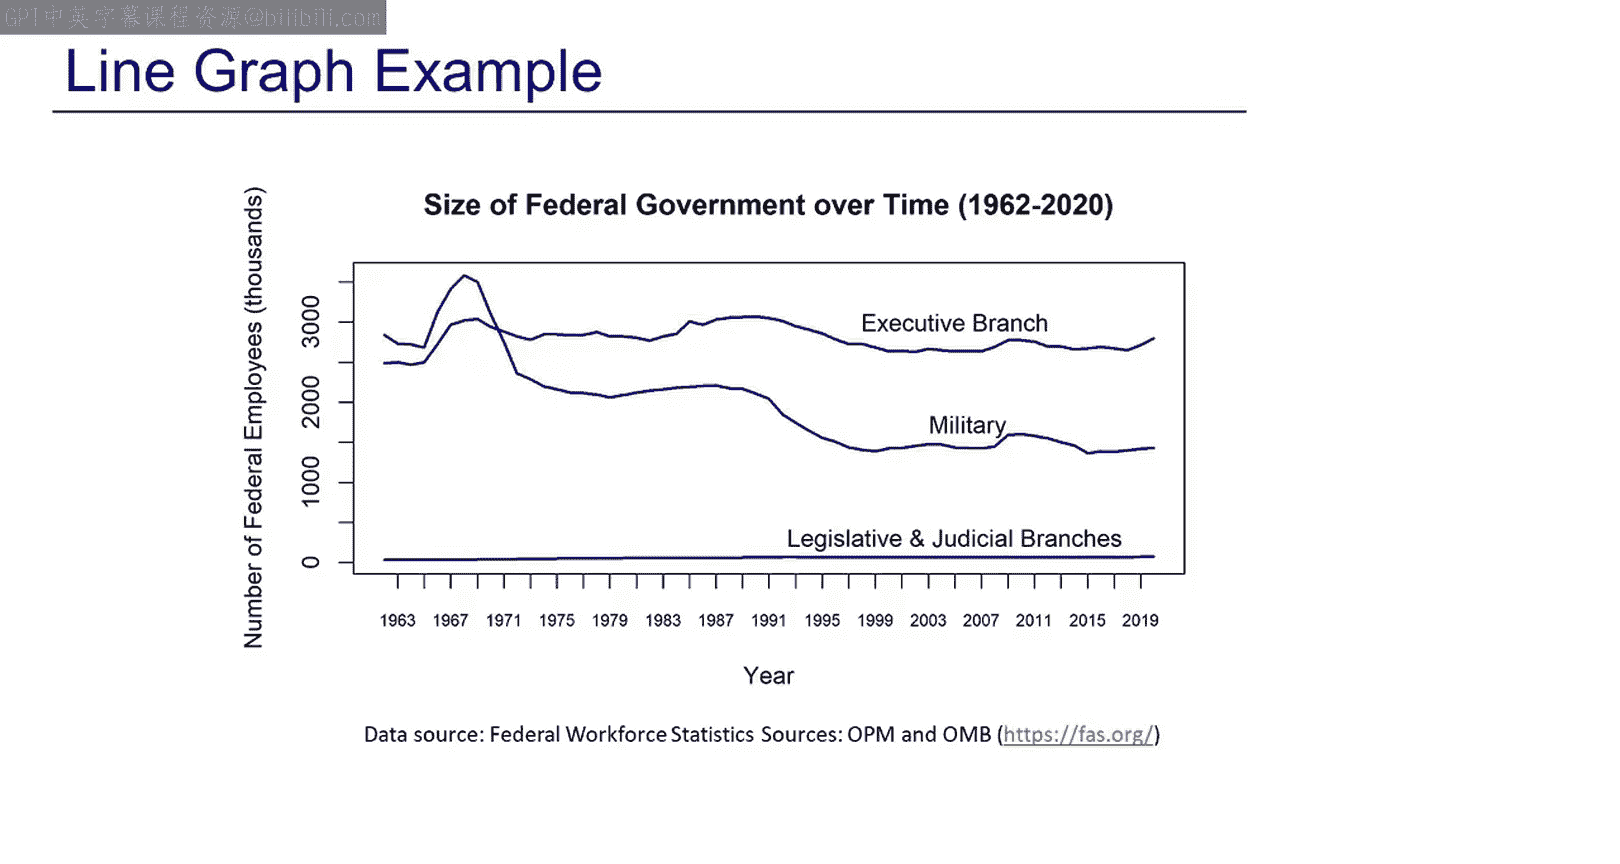 GPT中英字幕课程资源@bilibili.com
Line Graph Example
Size of Federal Government over Time (1962-2020)
Number of Federal Employees (thousands)
3000
2000
1000
0
Executive Branch
Military
Legislative & Judicial Branches
1963 1967 1971 1975 1979 1983 1987 1991 1995 1999 2003 2007 2011 2015 2019
Year
Data source: Federal Workforce Statistics Sources: OPM and OMB (https://fas.org/)